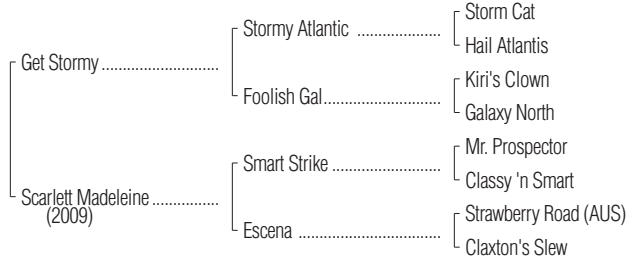 Storm Cat
Stormy Atlantic ..................
Hail Atlantis
Get Stormy .........................
Kiri's Clown
Foolish Gal.........................
Galaxy North
Mr. Prospector
Smart Strike .......................
Classy 'n Smart
Scarlett Madeleine ..............
(2009)
Strawberry Road (AUS)
Escena ..............................
Claxton's Slew